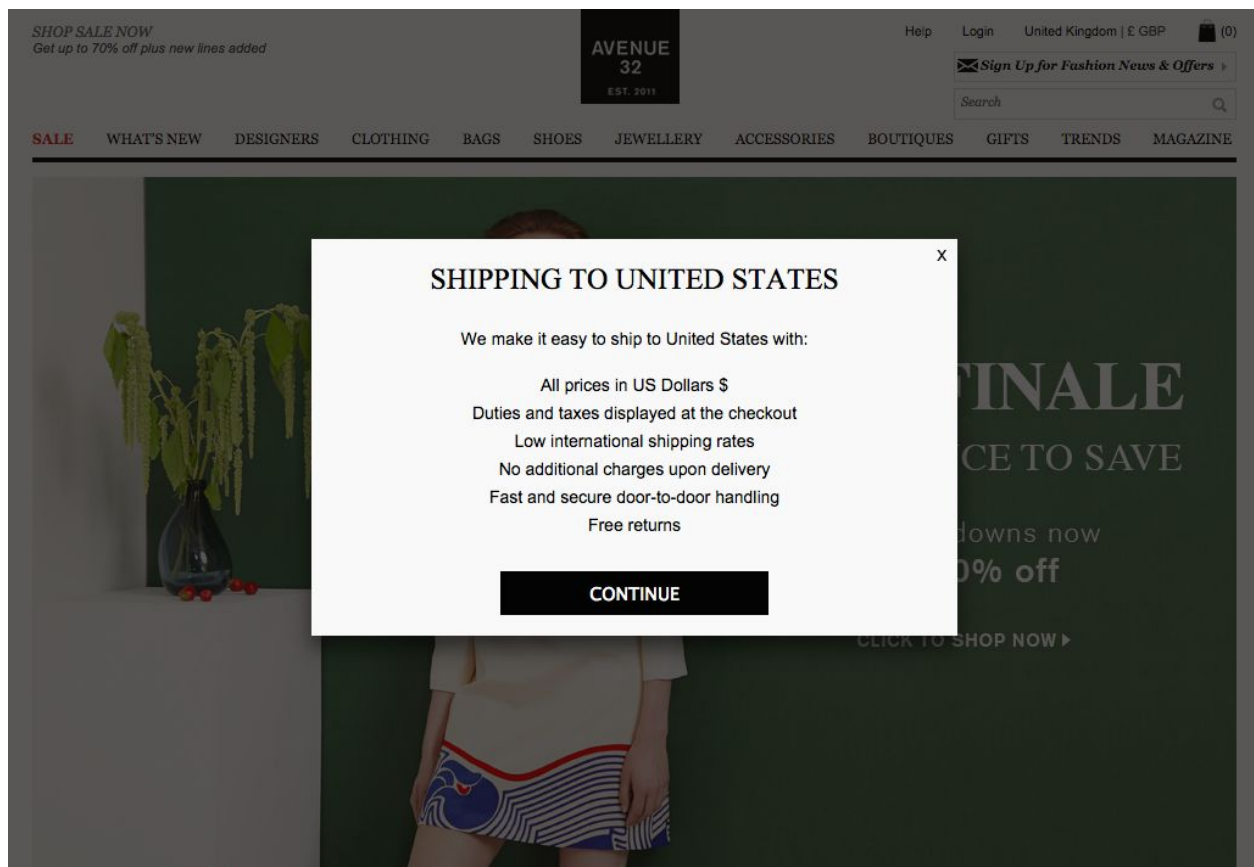 SHOP SALE NOW
Get up to 70% off plus new lines added
AVENUE
32
EST. 2011
Help Login United Kingdom | £ GBP (0)
Sign Up for Fashion News & Offers
Search
SALE WHAT'S NEW DESIGNERS CLOTHING BAGS SHOES JEWELLERY ACCESSORIES BOUTIQUES GIFTS TRENDS MAGAZINE
X
SHIPPING TO UNITED STATES
We make it easy to ship to United States with:
All prices in US Dollars $
Duties and taxes displayed at the checkout
Low international shipping rates
No additional charges upon delivery
Fast and secure door-to-door handling
Free returns
CONTINUE
FINALE
TO SAVE
now
off
CLICK TO SHOP NOW